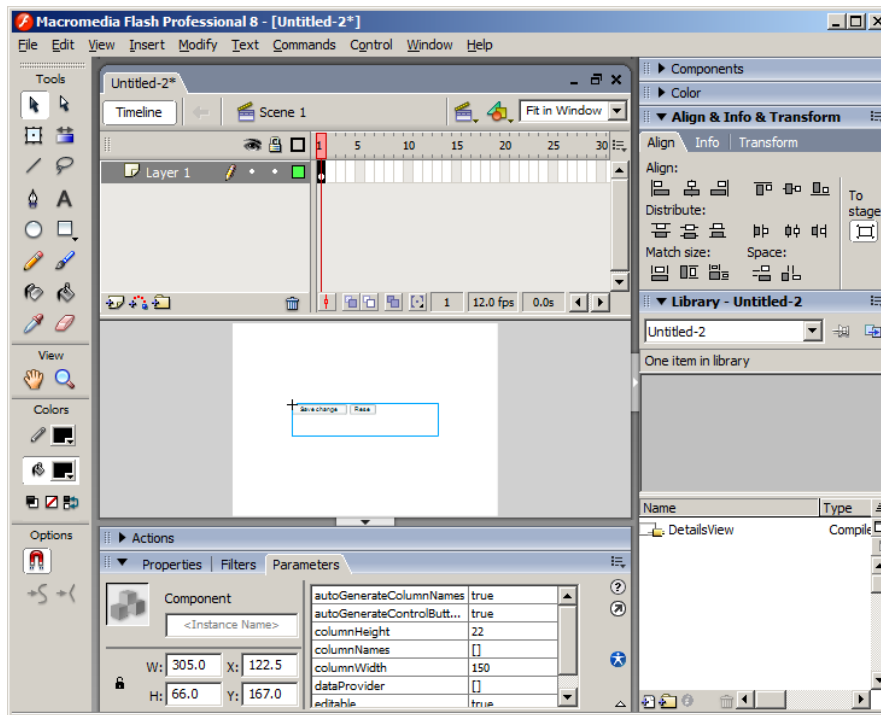 Macromedia Flash Professional 8 - [Untitled-2*]
File Edit View Insert Modify Text Commands Control Window Help
Tools
View
Colors
Options
Untitled-2*
Timeline
Scene 1
Fit in Window
1 5 10 15 20 25 30
Layer 1
1 12.0 fps 0.0s
Save change Rese
Actions
Properties Filters Parameters
Component
<Instance Name>
W: 305.0 X: 122.5
H: 66.0 Y: 167.0
autoGenerateColumnNames true
autoGenerateControlButt... true
columnHeight 22
columnNames []
columnWidth 150
dataProvider []
editable true
Components
Color
Align & Info & Transform
Align Info Transform
Align:
To stage
Distribute:
Match size: Space:
Library - Untitled-2
Untitled-2
One item in library
Name Type
DetailsView Compile